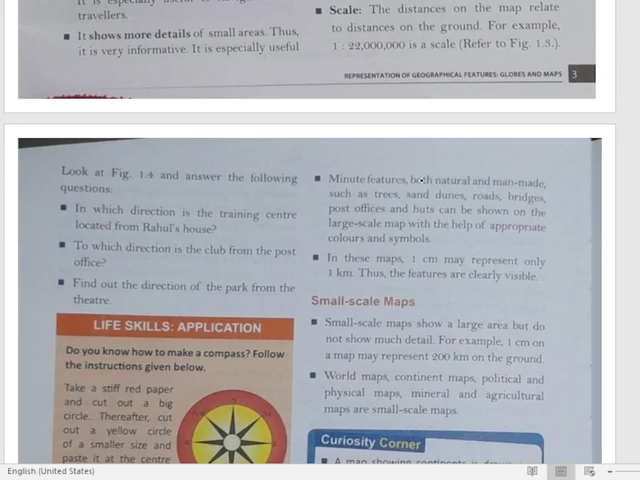 travellers.
It shows more details of small areas. Thus,
it is very informative. It is especially useful
Scale: The distances on the map relate
to distances on the ground. For example,
1 : 22,000,000 is a scale (Refer to Fig. 1.3.).
REPRESENTATION OF GEOGRAPHICAL FEATURES: GLOBES AND MAPS 3
Look at Fig. 1.4 and answer the following
questions:
In which direction is the training centre
located from Rahul's house?
To which direction is the club from the post
office?
Find out the direction of the park from the
theatre.
LIFE SKILLS: APPLICATION
Do you know how to make a compass? Follow
the instructions given below.
Take a stiff red paper
and cut out a big
circle. Thereafter, cut
out a yellow circle
of a smaller size and
paste it at the centre
Minute features, both natural and man-made,
such as trees, sand dunes, roads, bridges,
post offices and huts can be shown on the
large-scale map with the help of appropriate
colours and symbols.
In these maps, 1 cm may represent only
1 km. Thus, the features are clearly visible.
Small-scale Maps
Small-scale maps show a large area but do
not show much detail. For example, 1 cm on
a map may represent 200 km on the ground.
World maps, continent maps, political and
physical maps, mineral and agricultural
maps are small-scale maps.
Curiosity Corner
A map showing continents is
English (United States)